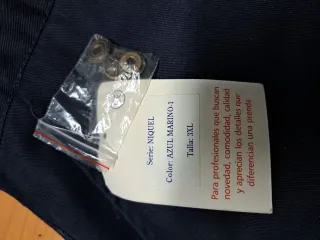 Serie: NIQUEL
Color: AZUL MARINO-1
Talla: 3XL
Para profesionales que buscan
novedad, comodidad, calidad
y aprecian los detalles que
diferencian una prenda